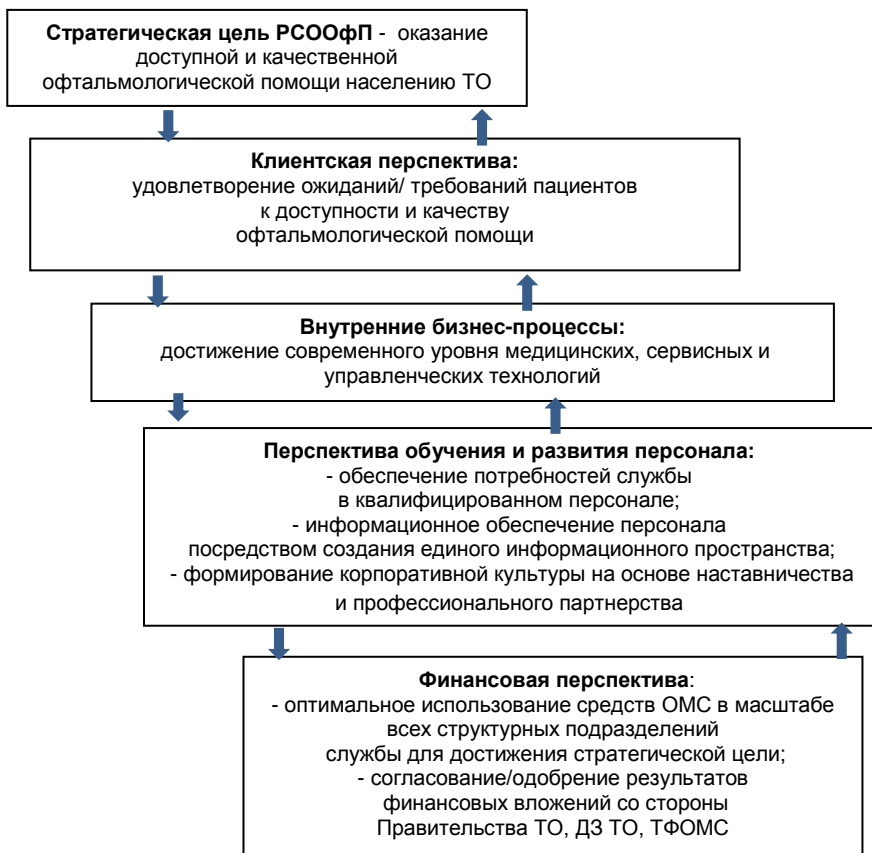 Стратегическая цель РСООфП - оказание
доступной и качественной
офтальмологической помощи населению ТО
Клиентская перспектива:
удовлетворение ожиданий/ требований пациентов
к доступности и качеству
офтальмологической помощи
Внутренние бизнес-процессы:
достижение современного уровня медицинских, сервисных и
управленческих технологий
Перспектива обучения и развития персонала:
- обеспечение потребностей службы
в квалифицированном персонале;
- информационное обеспечение персонала
посредством создания единого информационного пространства;
- формирование корпоративной культуры на основе наставничества
и профессионального партнерства
Финансовая перспектива:
- оптимальное использование средств ОМС в масштабе
всех структурных подразделений
службы для достижения стратегической цели;
- согласование/одобрение результатов
финансовых вложений со стороны
Правительства ТО, ДЗ ТО, ТФОМС